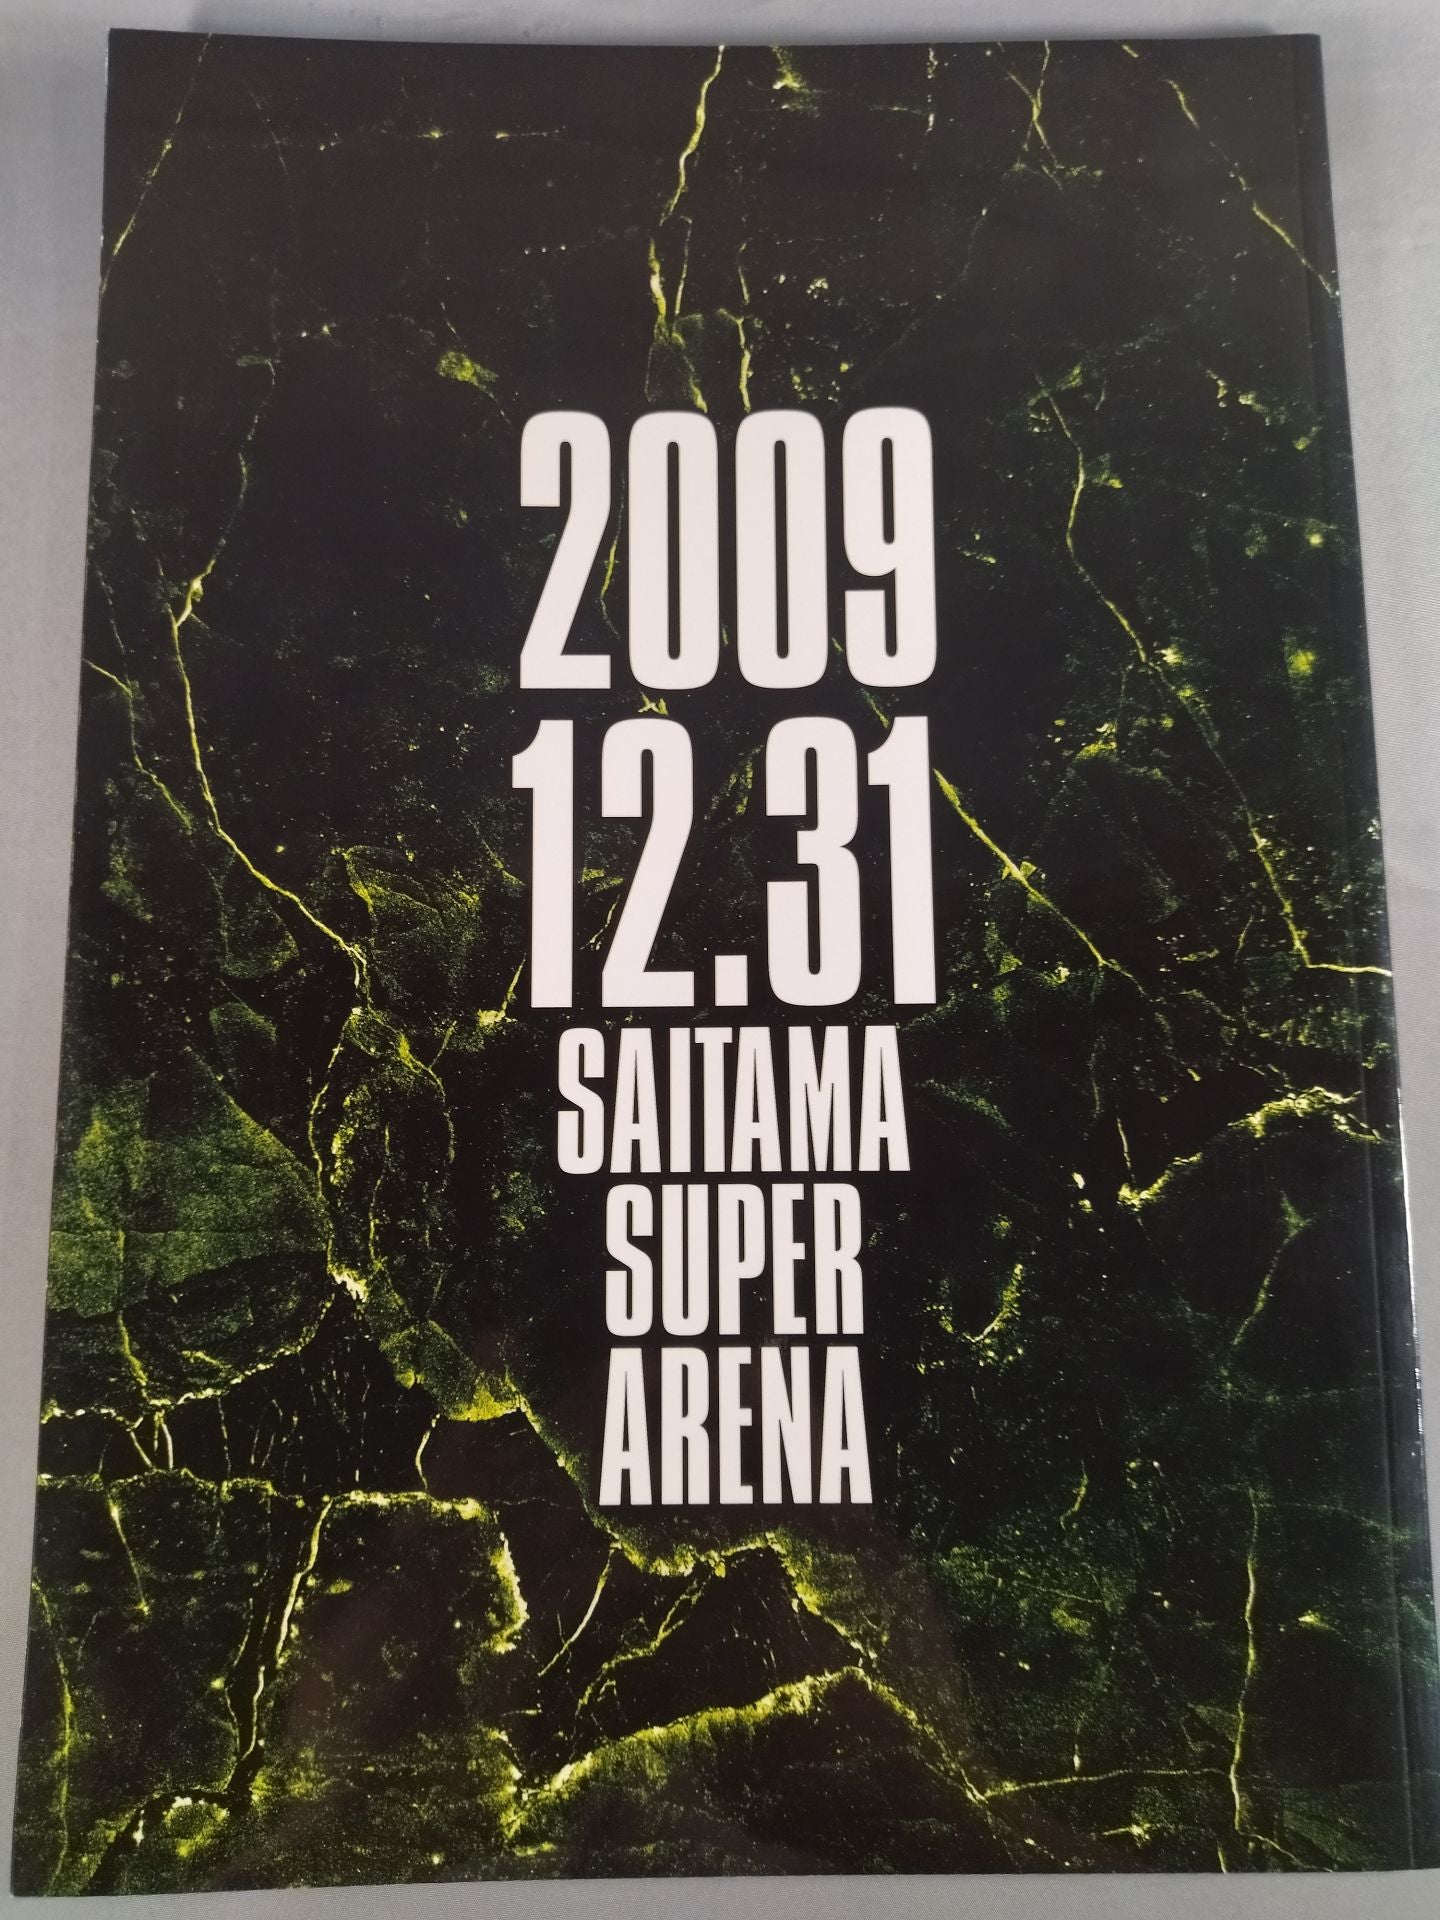 2009
12.31
SAITAMA
SUPER
ARENA